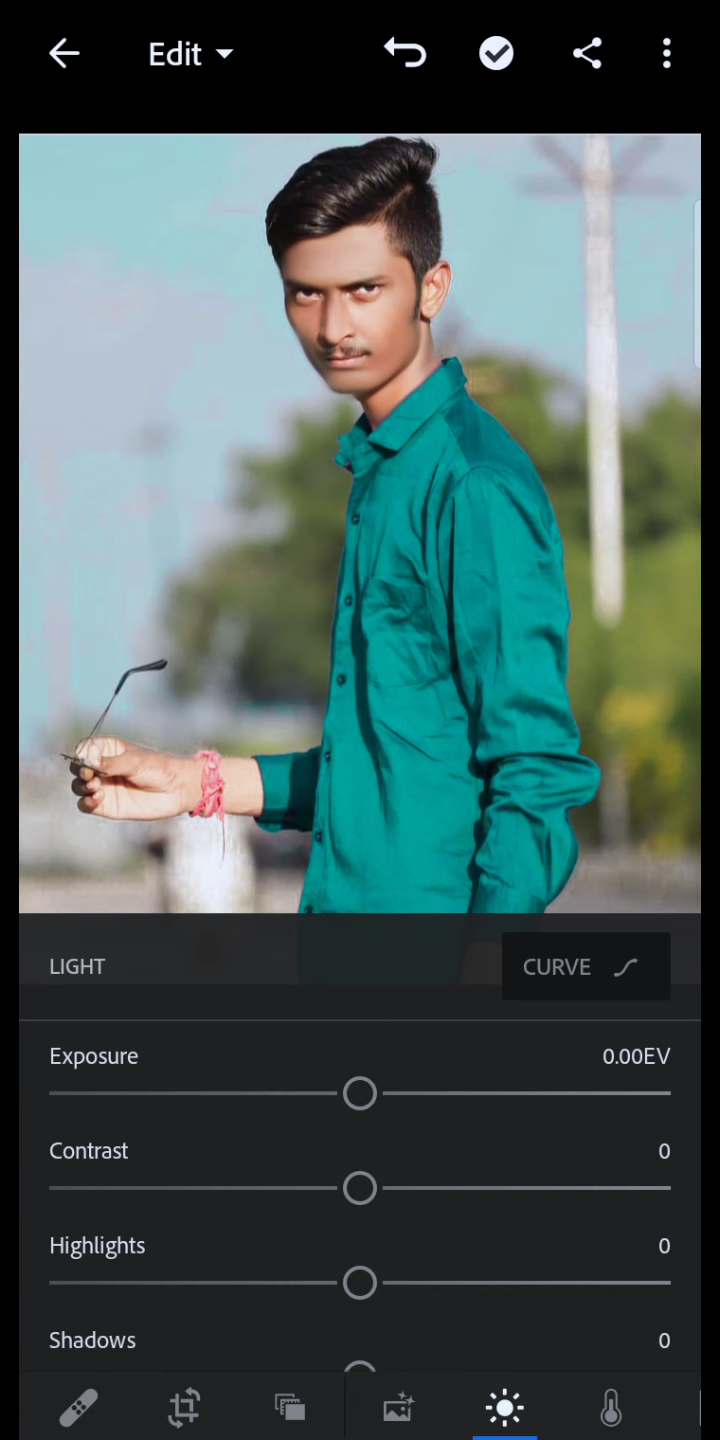 Edit
LIGHT
CURVE
Exposure 0.00EV
Contrast 0
Highlights 0
Shadows 0